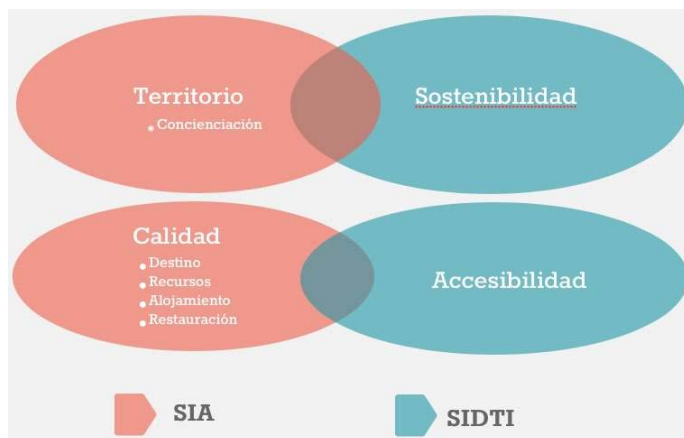 Territorio
• Concienciación
Sostenibilidad
Calidad
• Destino
• Recursos
• Alojamiento
• Restauración
Accesibilidad
SIA
SIDTI